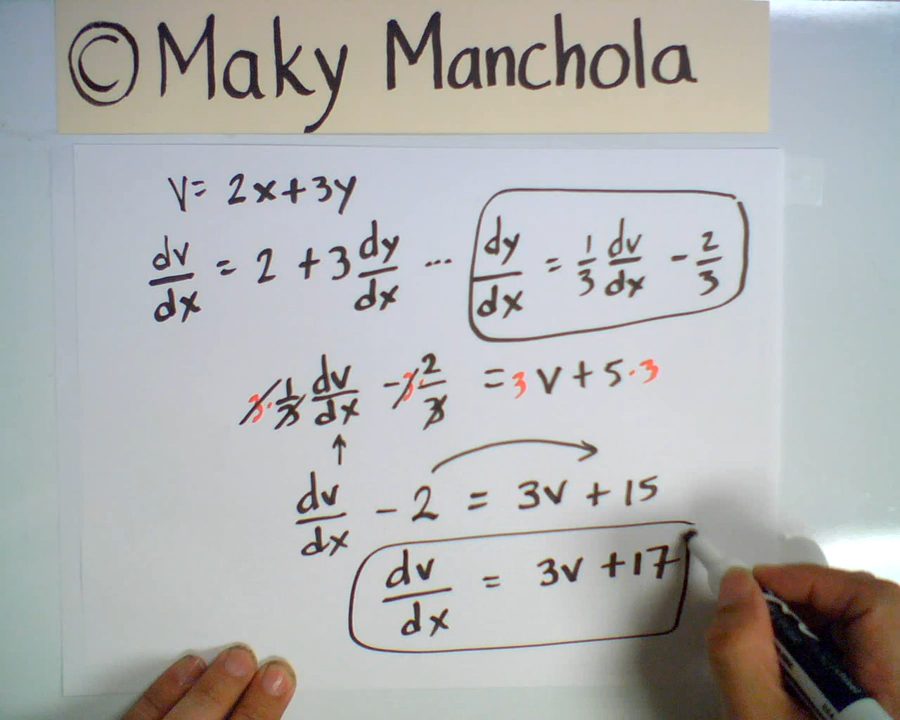 © Maky Manchola
V= 2x+3y
dv/dx = 2 + 3 dy/dx ... dy/dx = 1/3 dv/dx - 2/3
3· 1/3 dv/dx - 3· 2/3 = 3 V + 5 · 3
↑
dv/dx - 2 = 3V + 15
dv/dx = 3V + 17